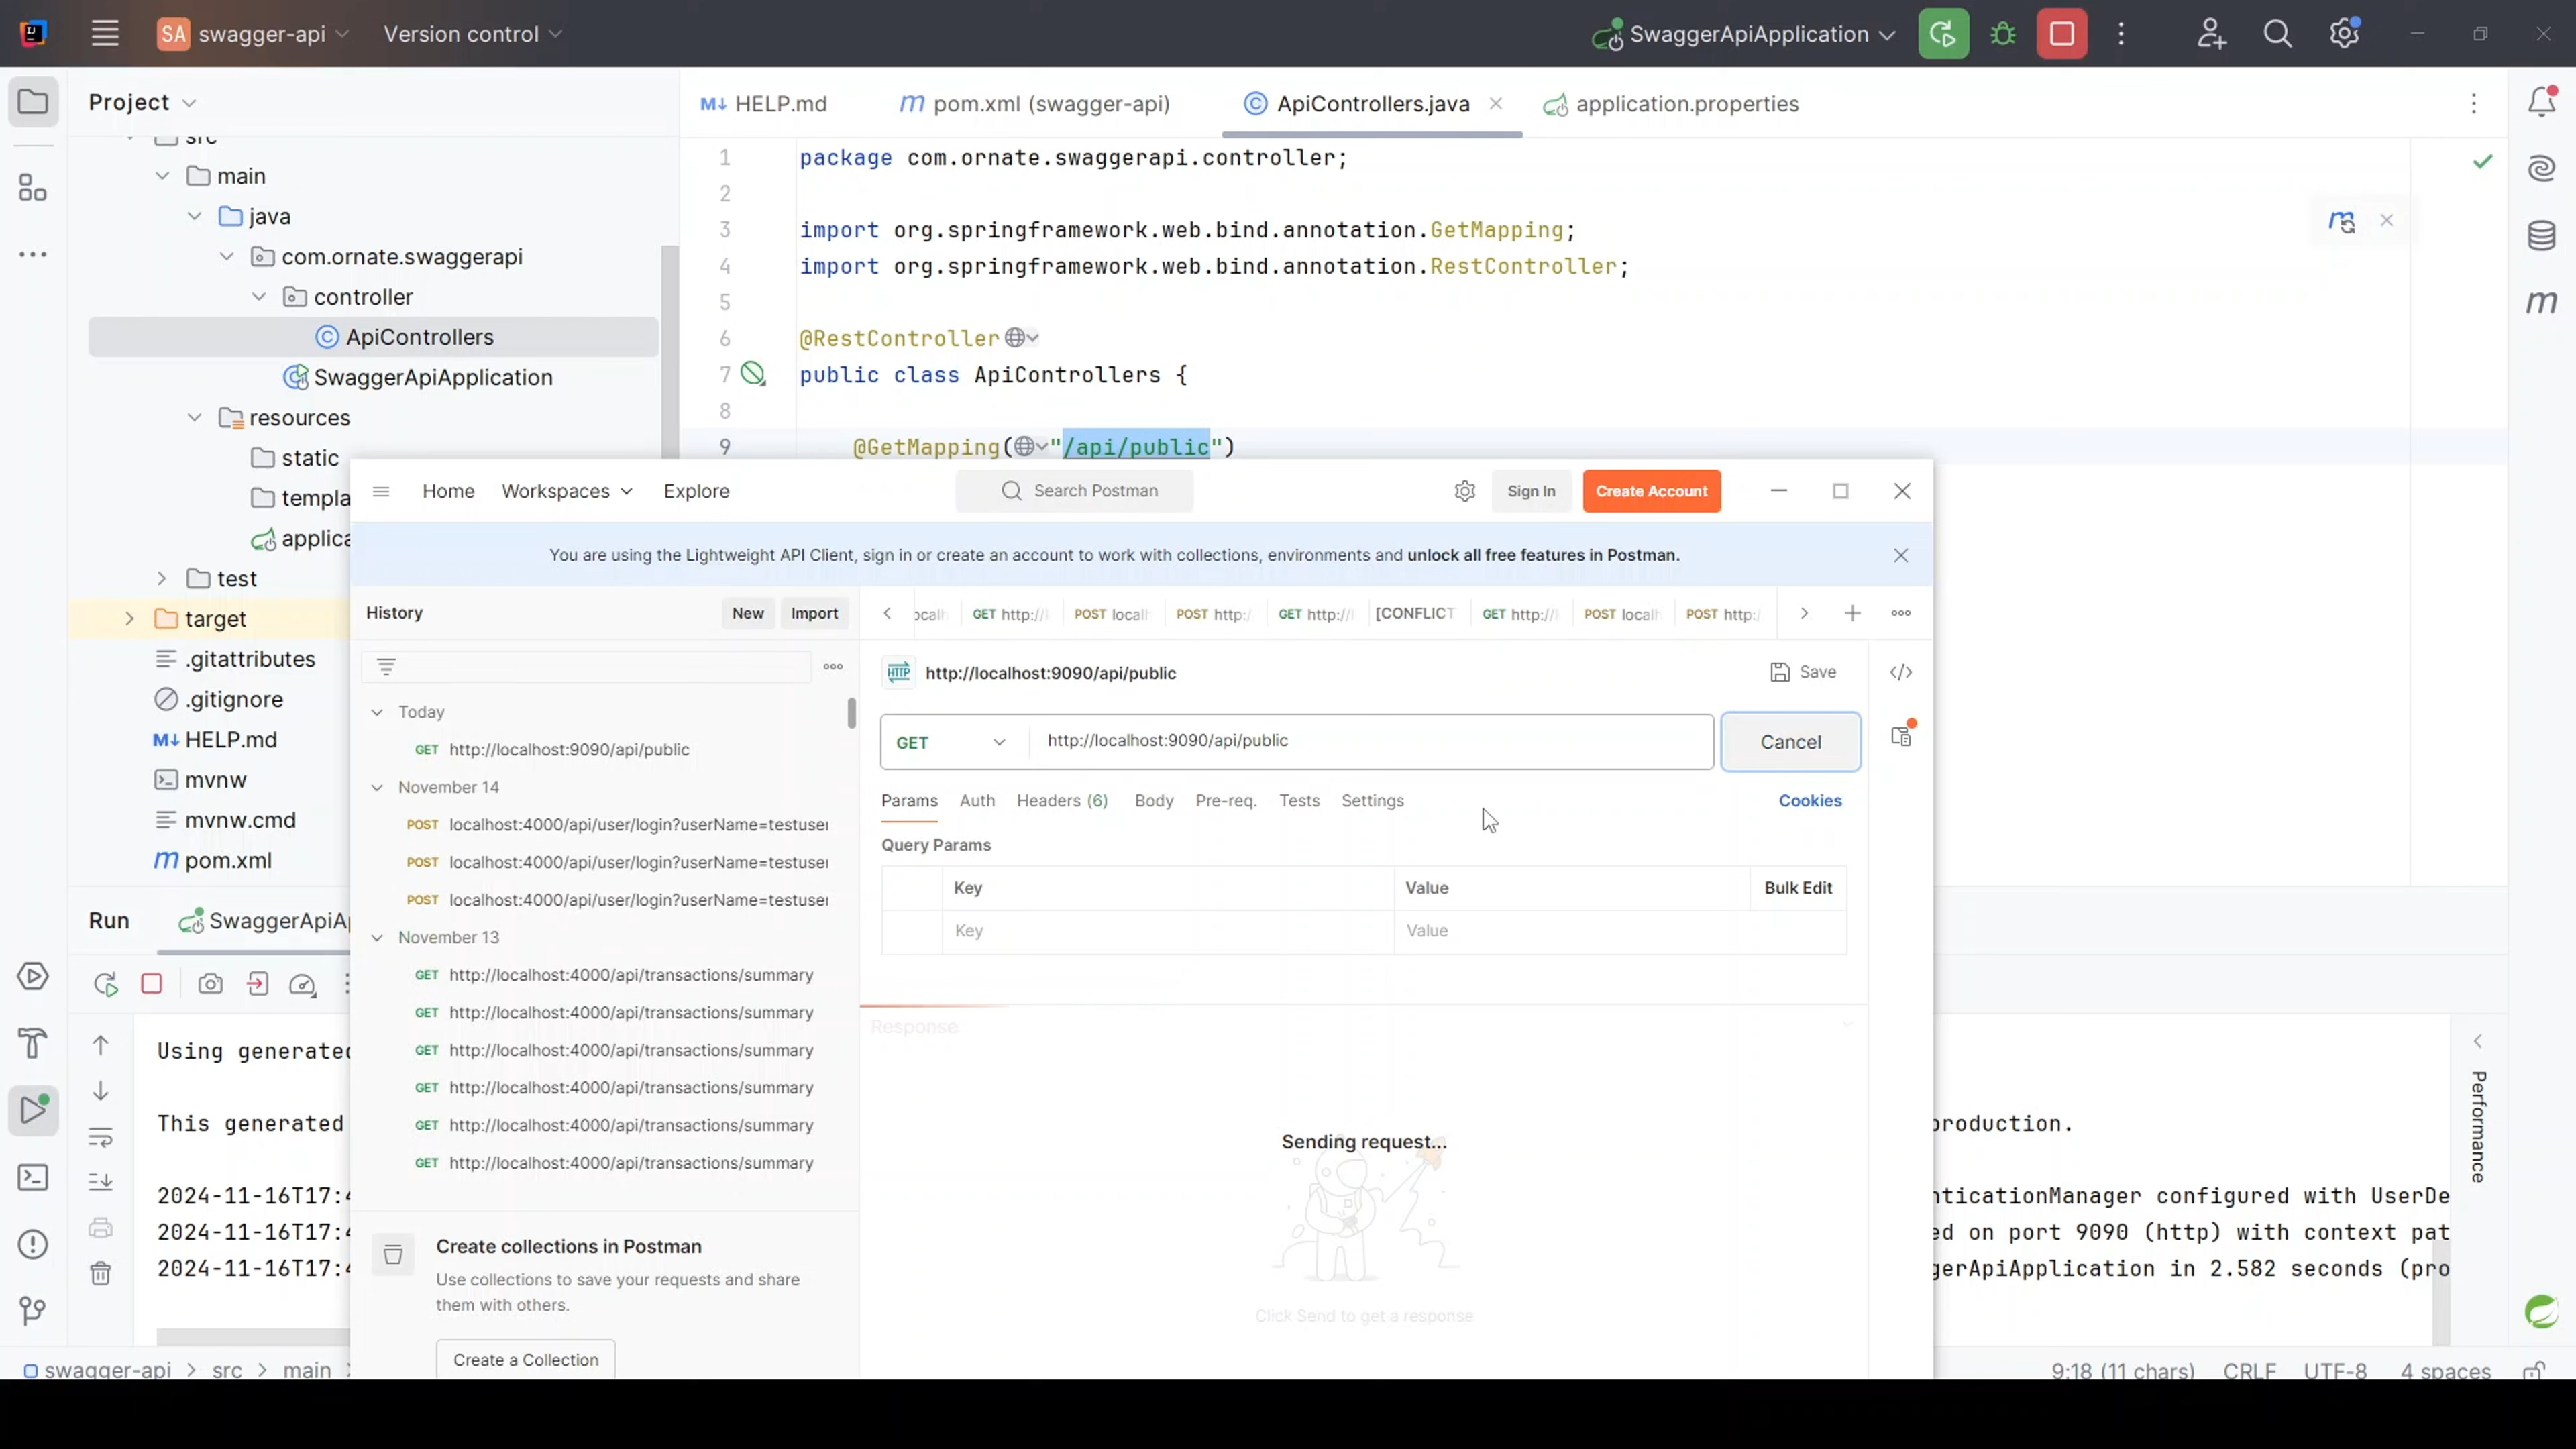 SA swagger-api
Version control
SwaggerApiApplication
Project
HELP.md
pom.xml (swagger-api)
ApiControllers.java
application.properties
src
main
java
com.ornate.swaggerapi
controller
ApiControllers
SwaggerApiApplication
resources
static
templa
applica
test
target
.gitattributes
.gitignore
HELP.md
mvnw
mvnw.cmd
pom.xml
1 package com.ornate.swaggerapi.controller;
2
3 import org.springframework.web.bind.annotation.GetMapping;
4 import org.springframework.web.bind.annotation.RestController;
5
6 @RestController
7 public class ApiControllers {
8
9 @GetMapping("/api/public")
Home
Workspaces
Explore
Search Postman
Sign In
Create Account
You are using the Lightweight API Client, sign in or create an account to work with collections, environments and unlock all free features in Postman.
History
New
Import
ocalh
GET http://l
POST localh
POST http:/
GET http://l
[CONFLICT
GET http://l
POST localh
POST http:/
http://localhost:9090/api/public
Save
Today
GET http://localhost:9090/api/public
November 14
POST localhost:4000/api/user/login?userName=testuser
POST localhost:4000/api/user/login?userName=testuser
POST localhost:4000/api/user/login?userName=testuser
November 13
GET http://localhost:4000/api/transactions/summary
GET http://localhost:4000/api/transactions/summary
GET http://localhost:4000/api/transactions/summary
GET http://localhost:4000/api/transactions/summary
GET http://localhost:4000/api/transactions/summary
GET http://localhost:4000/api/transactions/summary
Create collections in Postman
Use collections to save your requests and share
them with others.
Create a Collection
GET
http://localhost:9090/api/public
Cancel
Params
Auth
Headers (6)
Body
Pre-req.
Tests
Settings
Cookies
Query Params
Key
Value
Bulk Edit
Key
Value
Response
Sending request...
Click Send to get a response
Run
SwaggerApiAp
Using generated
This generated
production.
2024-11-16T17:4
nticationManager configured with UserDe
2024-11-16T17:4
ed on port 9090 (http) with context pat
2024-11-16T17:4
gerApiApplication in 2.582 seconds (pro
Performance
swagger-api > src > main
9:18 (11 chars)
CRLF
UTF-8
4 spaces